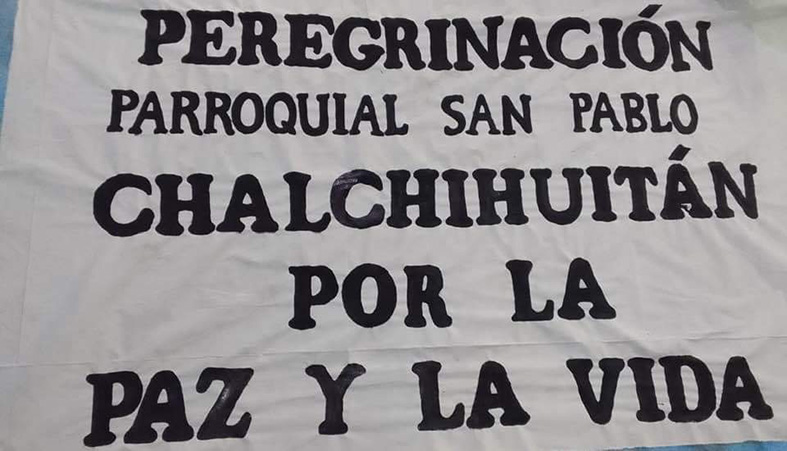 PEREGRINACIÓN
PARROQUIAL SAN PABLO
CHALCHIHUITÁN
POR LA
PAZ Y LA VIDA